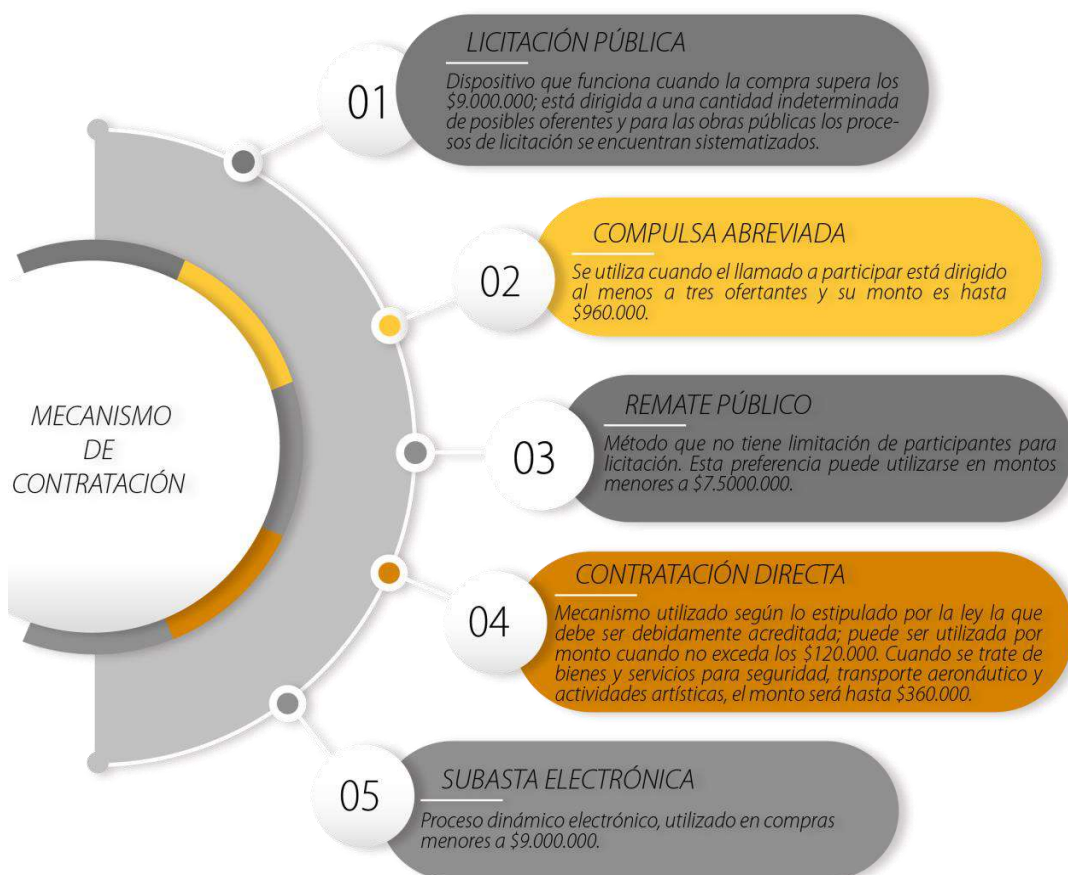 01
LICITACIÓN PÚBLICA
Dispositivo que funciona cuando la compra supera los
$9.000.000; está dirigida a una cantidad indeterminada
de posibles oferentes y para las obras públicas los proce-
sos de licitación se encuentran sistematizados.
02
COMPULSA ABREVIADA
Se utiliza cuando el llamado a participar está dirigido
al menos a tres ofertantes y su monto es hasta
$960.000.
MECANISMO
DE
CONTRATACIÓN
03
REMATE PÚBLICO
Método que no tiene limitación de participantes para
licitación. Esta preferencia puede utilizarse en montos
menores a $7.5000.000.
04
CONTRATACIÓN DIRECTA
Mecanismo utilizado según lo estipulado por la ley la que
debe ser debidamente acreditada; puede ser utilizada por
monto cuando no exceda los $120.000. Cuando se trate de
bienes y servicios para seguridad, transporte aeronáutico y
actividades artísticas, el monto será hasta $360.000.
05
SUBASTA ELECTRÓNICA
Proceso dinámico electrónico, utilizado en compras
menores a $9.000.000.